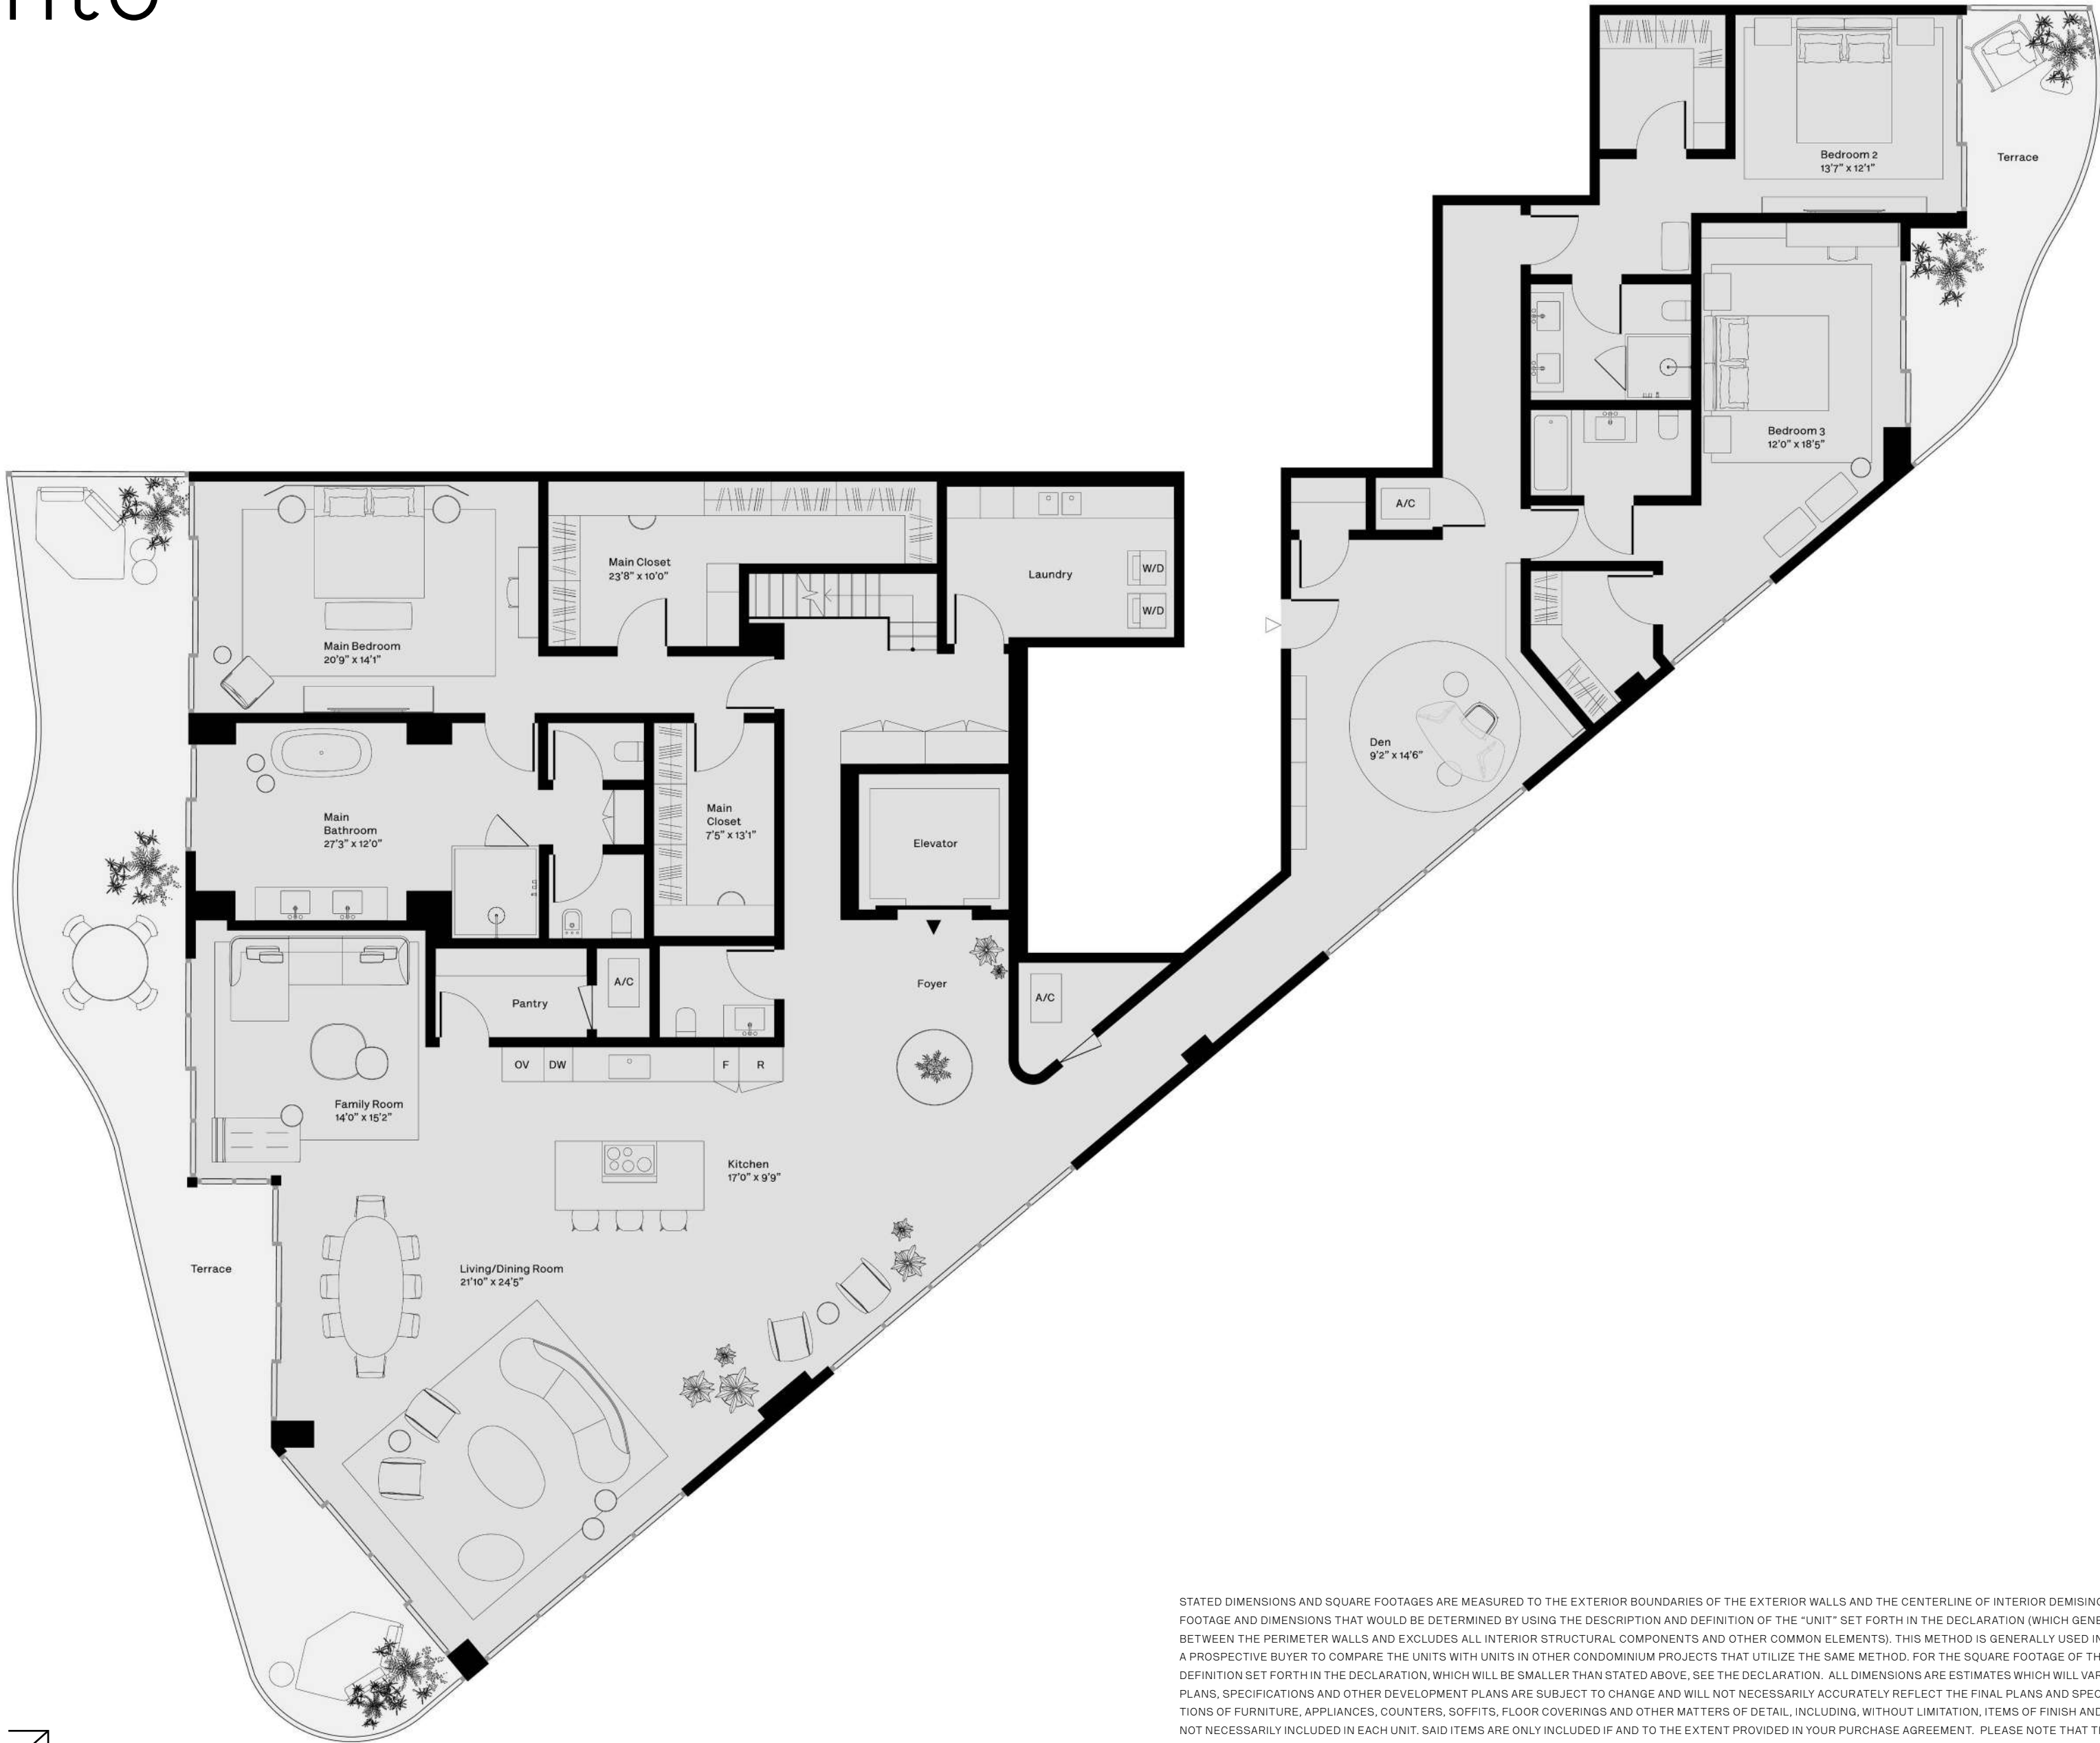 Bedroom 2
13'7" x 12'1"
Terrace
Bedroom 3
12'0" x 18'5"
A/C
Main Closet
23'8" x 10'0"
Laundry
W/D
W/D
Main Bedroom
20'9" x 14'1"
Den
9'2" x 14'6"
Main
Bathroom
27'3" x 12'0"
Main
Closet
7'5" x 13'1"
Elevator
Pantry
A/C
Foyer
A/C
OV
DW
F
R
Family Room
14'0" x 15'2"
Kitchen
17'0" x 9'9"
Terrace
Living/Dining Room
21'10" x 24'5"
STATED DIMENSIONS AND SQUARE FOOTAGES ARE MEASURED TO THE EXTERIOR BOUNDARIES OF THE EXTERIOR WALLS AND THE CENTERLINE OF INTERIOR DEMISING
FOOTAGE AND DIMENSIONS THAT WOULD BE DETERMINED BY USING THE DESCRIPTION AND DEFINITION OF THE “UNIT” SET FORTH IN THE DECLARATION (WHICH GENE
BETWEEN THE PERIMETER WALLS AND EXCLUDES ALL INTERIOR STRUCTURAL COMPONENTS AND OTHER COMMON ELEMENTS). THIS METHOD IS GENERALLY USED IN
A PROSPECTIVE BUYER TO COMPARE THE UNITS WITH UNITS IN OTHER CONDOMINIUM PROJECTS THAT UTILIZE THE SAME METHOD. FOR THE SQUARE FOOTAGE OF TH
DEFINITION SET FORTH IN THE DECLARATION, WHICH WILL BE SMALLER THAN STATED ABOVE, SEE THE DECLARATION. ALL DIMENSIONS ARE ESTIMATES WHICH WILL VAR
PLANS, SPECIFICATIONS AND OTHER DEVELOPMENT PLANS ARE SUBJECT TO CHANGE AND WILL NOT NECESSARILY ACCURATELY REFLECT THE FINAL PLANS AND SPEC
TIONS OF FURNITURE, APPLIANCES, COUNTERS, SOFFITS, FLOOR COVERINGS AND OTHER MATTERS OF DETAIL, INCLUDING, WITHOUT LIMITATION, ITEMS OF FINISH AND
NOT NECESSARILY INCLUDED IN EACH UNIT. SAID ITEMS ARE ONLY INCLUDED IF AND TO THE EXTENT PROVIDED IN YOUR PURCHASE AGREEMENT. PLEASE NOTE THAT T